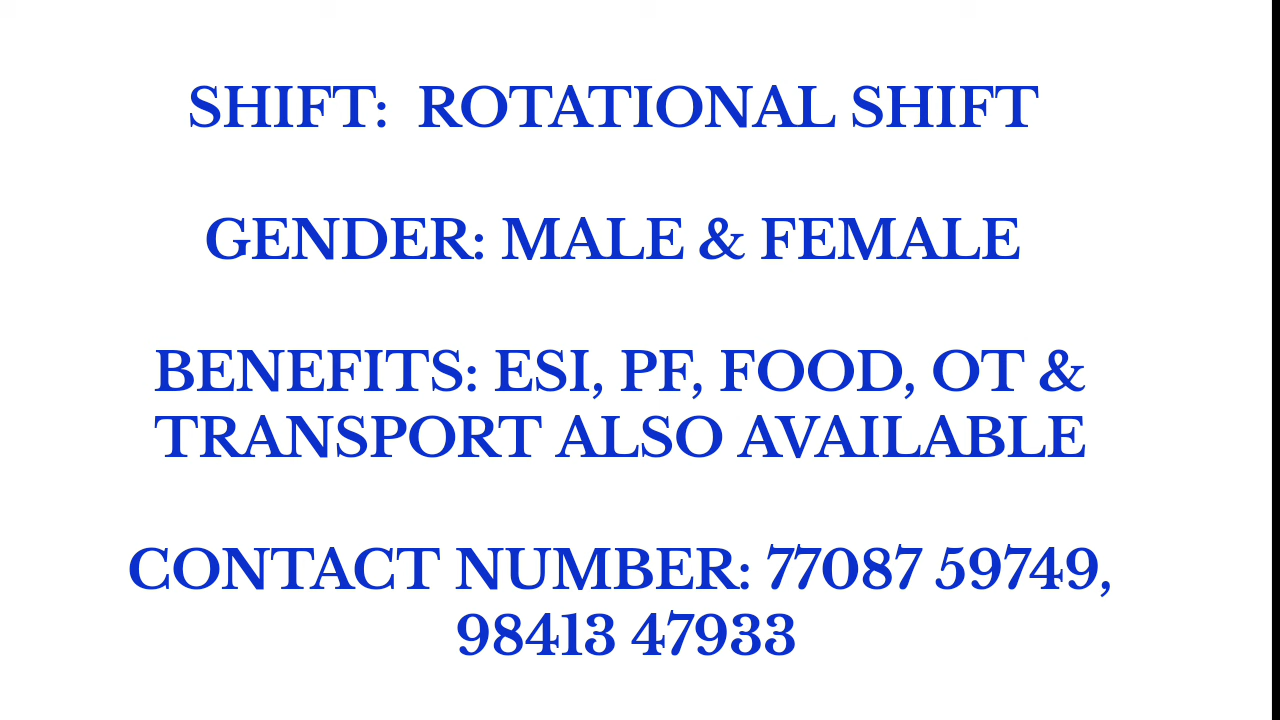 SHIFT:  ROTATIONAL SHIFT
GENDER: MALE & FEMALE
BENEFITS: ESI, PF, FOOD, OT &
TRANSPORT ALSO AVAILABLE
CONTACT NUMBER: 77087 59749,
98413 47933